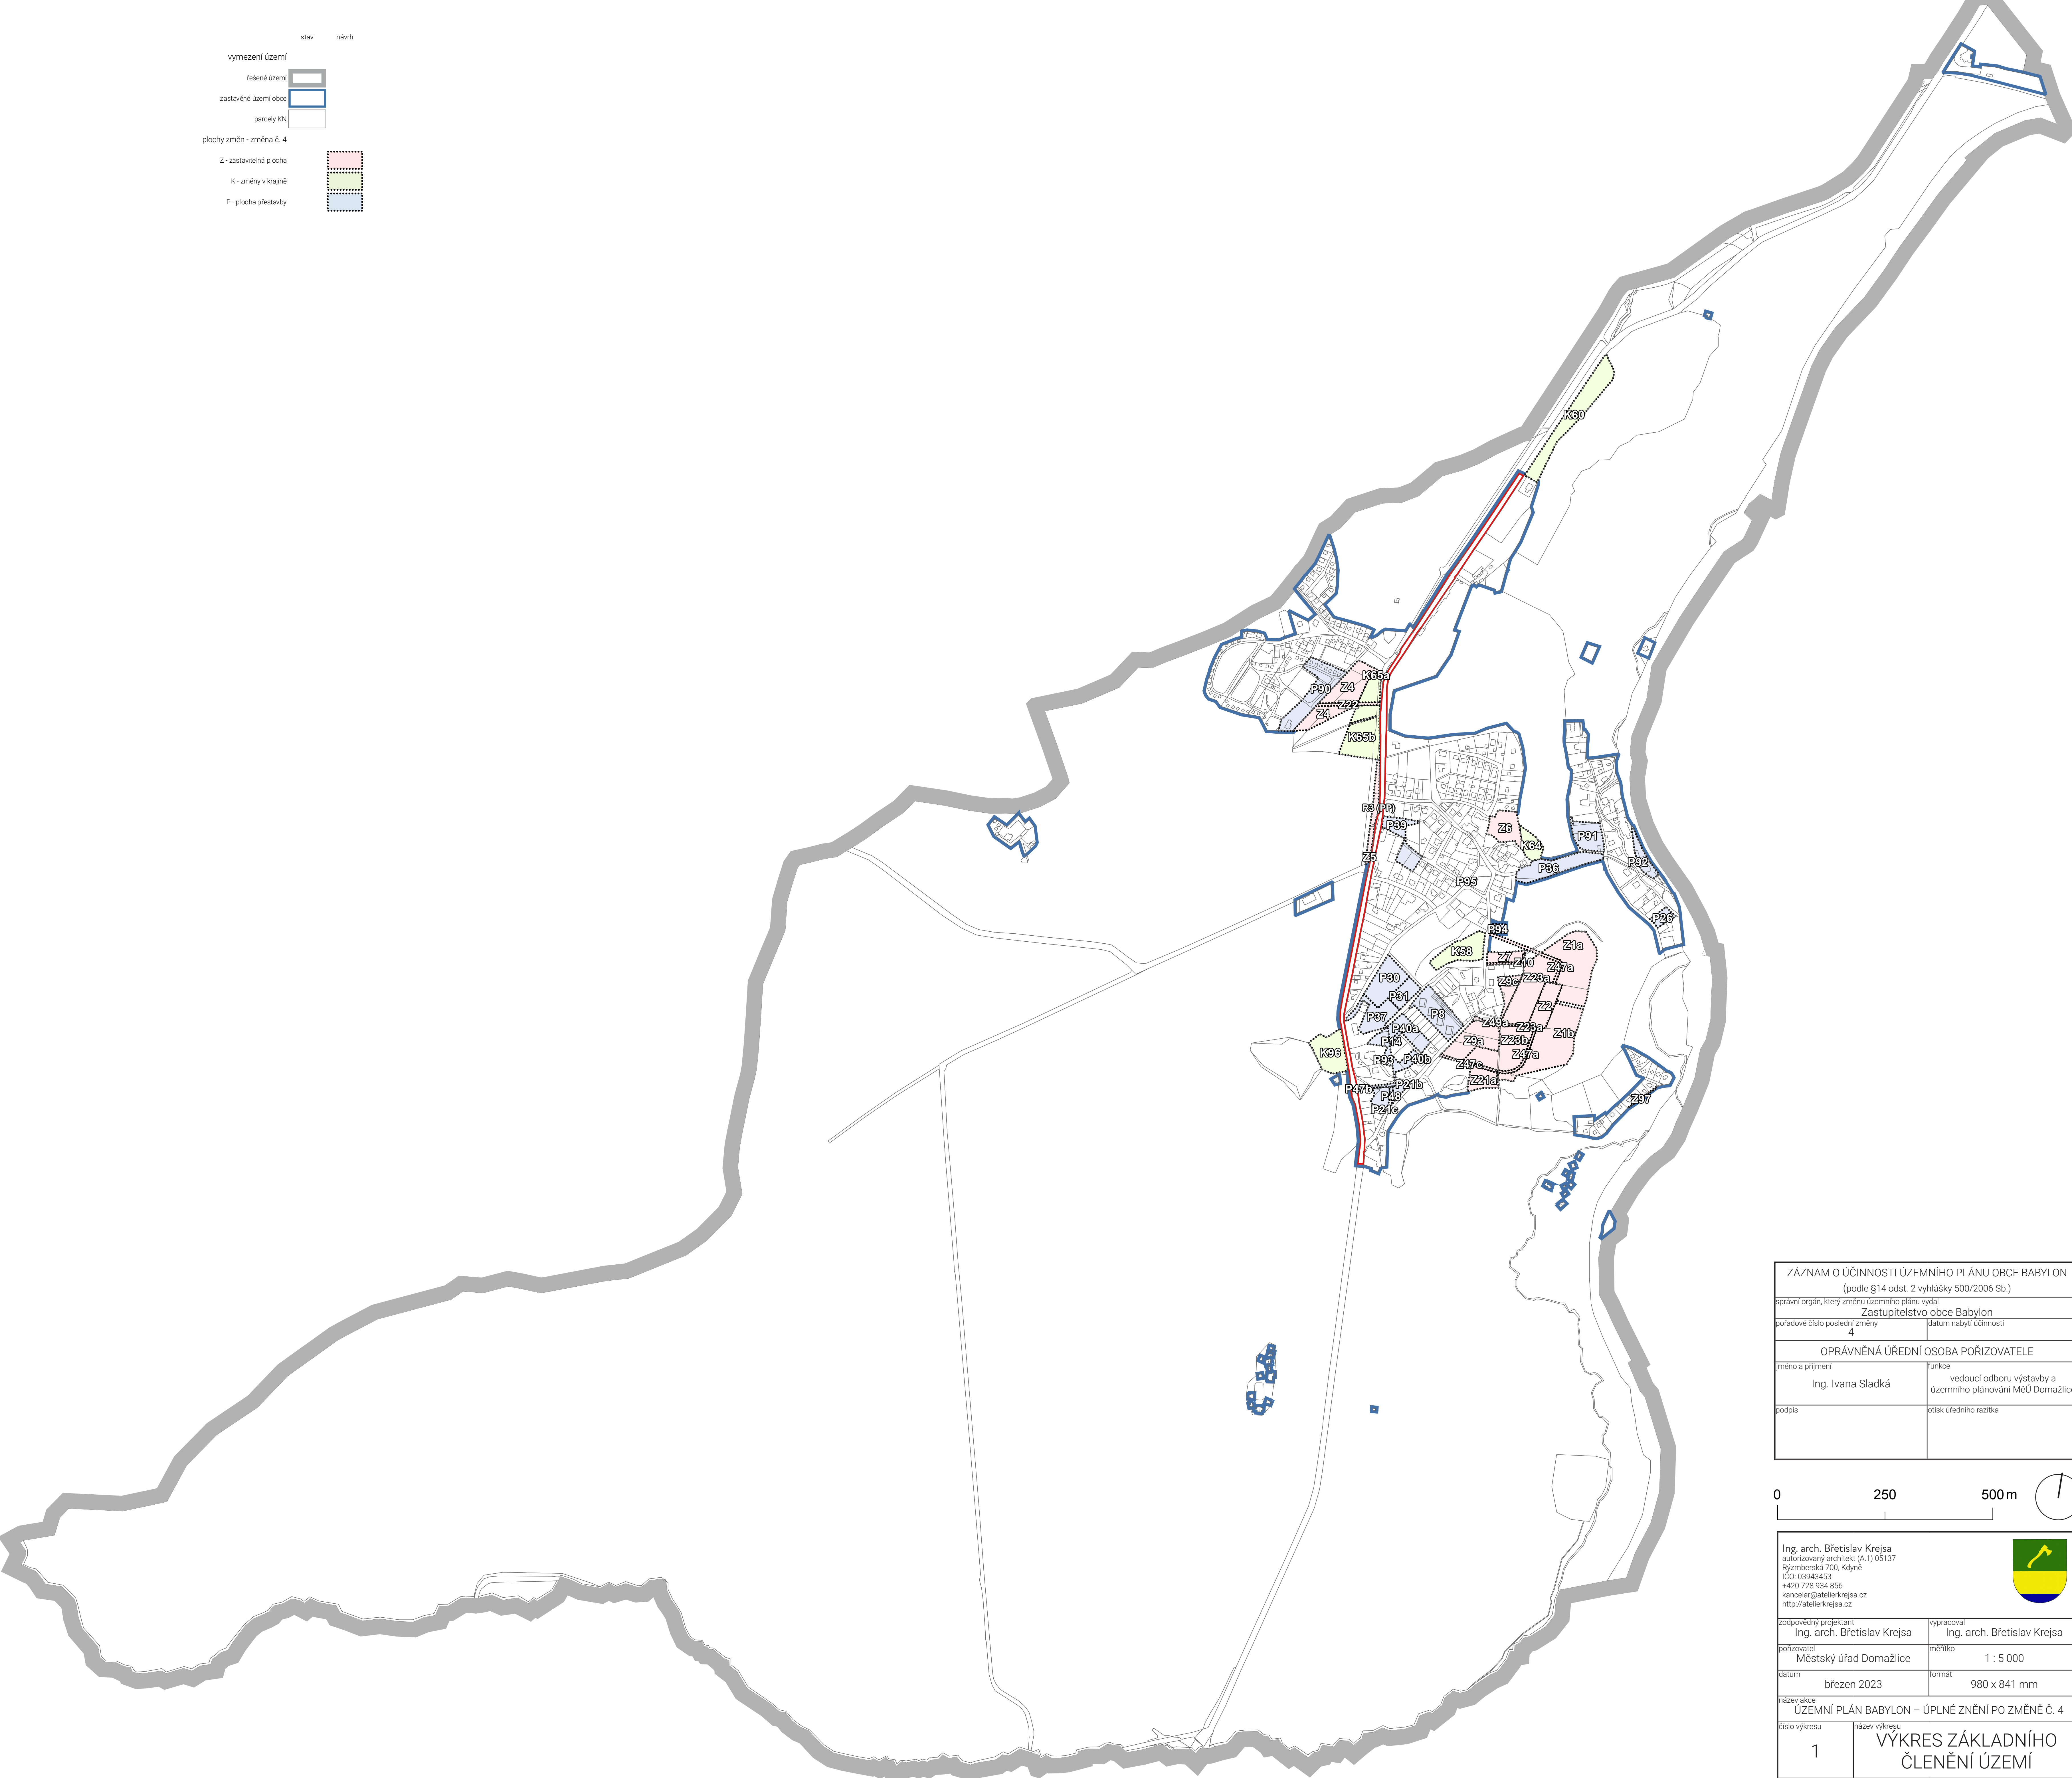 stav návrh
vymezení území
řešené území
zastavěné území obce
parcely KN
plochy změn - změna č. 4
Z - zastavitelná plocha
K - změny v krajině
P - plocha přestavby
K60
K65a
P90
Z4
Z22
Z4
K65b
R3 (PP)
P39
Z6
P91
K64
Z5
P92
P36
P95
P26
P94
Z1a
K58
Z7
Z10
Z47a
P30
Z23a
Z9c
P31
Z2
P8
P37
Z49a
Z23a
P40a
Z1b
P14
Z9a
Z23b
K96
Z47a
P93
P40b
Z47c
Z21a
P47b
P21b
P48
Z97
P21c
ZÁZNAM O ÚČINNOSTI ÚZEMNÍHO PLÁNU OBCE BABYLON
(podle §14 odst. 2 vyhlášky 500/2006 Sb.)
správní orgán, který změnu územního plánu vydal
Zastupitelstvo obce Babylon
pořadové číslo poslední změny
4
datum nabytí účinnosti
OPRÁVNĚNÁ ÚŘEDNÍ OSOBA POŘIZOVATELE
jméno a příjmení
Ing. Ivana Sladká
funkce
vedoucí odboru výstavby a
územního plánování MěÚ Domažlice
podpis
otisk úředního razítka
0 250 500 m
Ing. arch. Břetislav Krejsa
autorizovaný architekt (A.1) 05137
Rýzmberská 700, Kdyně
IČO: 03943453
+420 728 934 856
kancelar@atelierkrejsa.cz
http://atelierkrejsa.cz
zodpovědný projektant
Ing. arch. Břetislav Krejsa
vypracoval
Ing. arch. Břetislav Krejsa
pořizovatel
Městský úřad Domažlice
měřítko
1 : 5 000
datum
březen 2023
formát
980 x 841 mm
název akce
ÚZEMNÍ PLÁN BABYLON – ÚPLNÉ ZNĚNÍ PO ZMĚNĚ Č. 4
číslo výkresu
1
název výkresu
VÝKRES ZÁKLADNÍHO
ČLENĚNÍ ÚZEMÍ